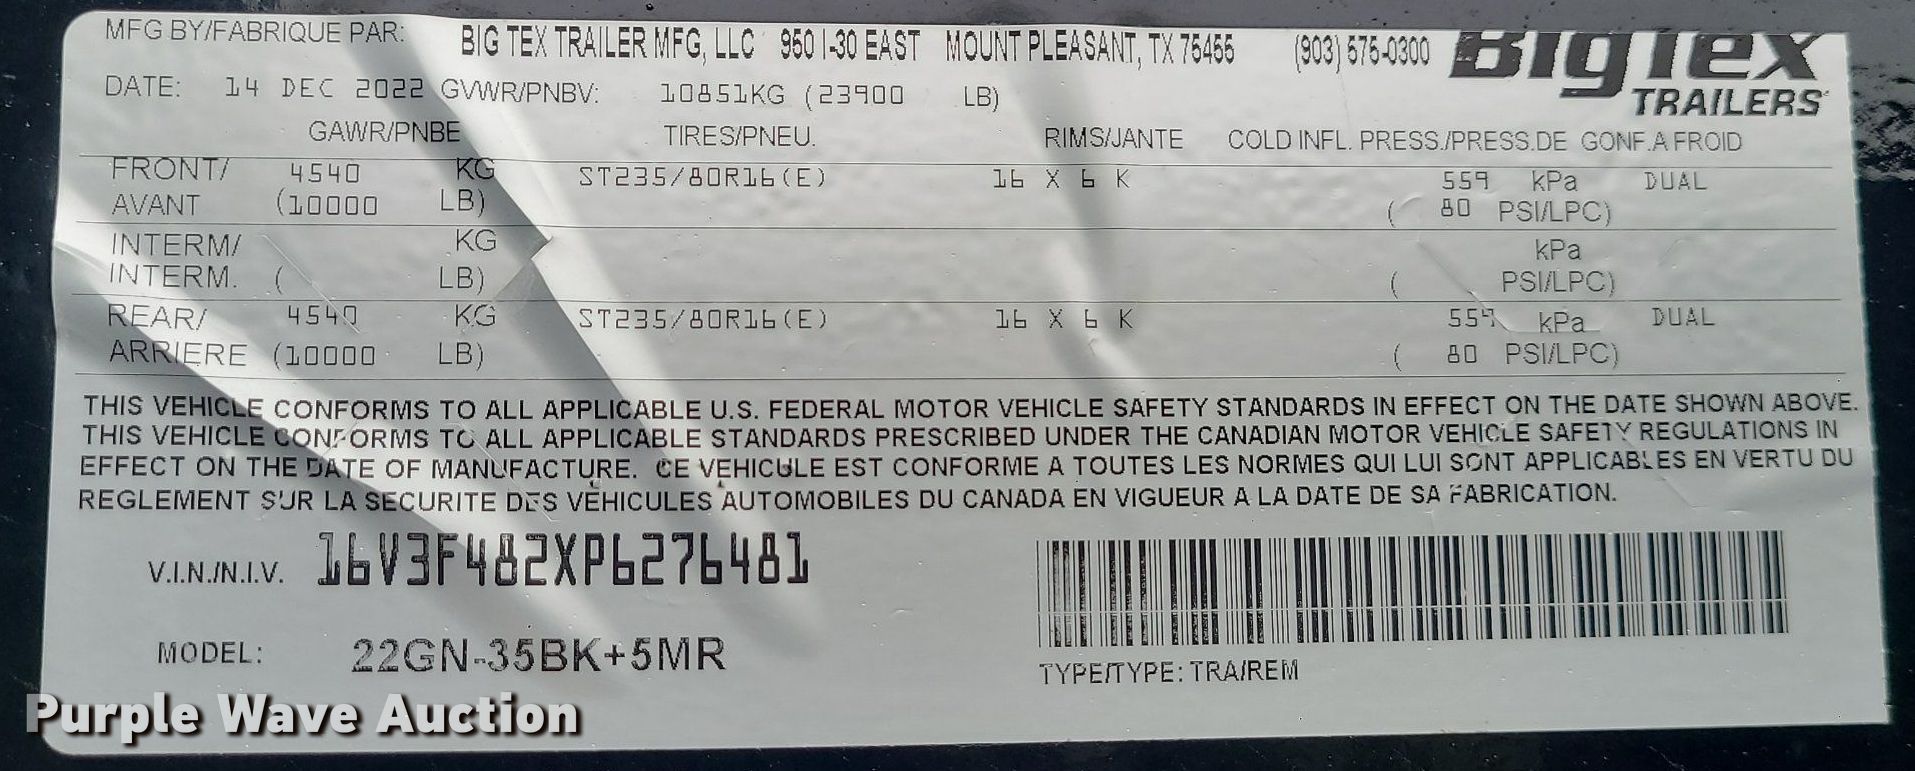 MFG BY/FABRIQUE PAR: BIG TEX TRAILER MFG, LLC 950 I-30 EAST MOUNT PLEASANT, TX 75455 (903) 575-0300 BigTex TRAILERS
DATE: 14 DEC 2022 GVWR/PNBV: 10851KG (23900 LB)
GAWR/PNBE TIRES/PNEU. RIMS/JANTE COLD INFL. PRESS./PRESS.DE GONF.A FROID
FRONT/ 4540 KG ST235/80R16(E) 16 X 6 K 559 kPa DUAL
AVANT (10000 LB) ( 80 PSI/LPC)
INTERM/ KG kPa
INTERM. ( LB) ( PSI/LPC)
REAR/ 4540 KG ST235/80R16(E) 16 X 6 K 559 kPa DUAL
ARRIERE (10000 LB) ( 80 PSI/LPC)
THIS VEHICLE CONFORMS TO ALL APPLICABLE U.S. FEDERAL MOTOR VEHICLE SAFETY STANDARDS IN EFFECT ON THE DATE SHOWN ABOVE.
THIS VEHICLE CONFORMS TO ALL APPLICABLE STANDARDS PRESCRIBED UNDER THE CANADIAN MOTOR VEHICLE SAFETY REGULATIONS IN
EFFECT ON THE DATE OF MANUFACTURE. CE VEHICULE EST CONFORME A TOUTES LES NORMES QUI LUI SONT APPLICABLES EN VERTU DU
REGLEMENT SUR LA SECURITE DES VEHICULES AUTOMOBILES DU CANADA EN VIGUEUR A LA DATE DE SA FABRICATION.
V.I.N./N.I.V. 16V3F482XP6276481
MODEL: 22GN-35BK+5MR
TYPE/TYPE: TRA/REM
Purple Wave Auction